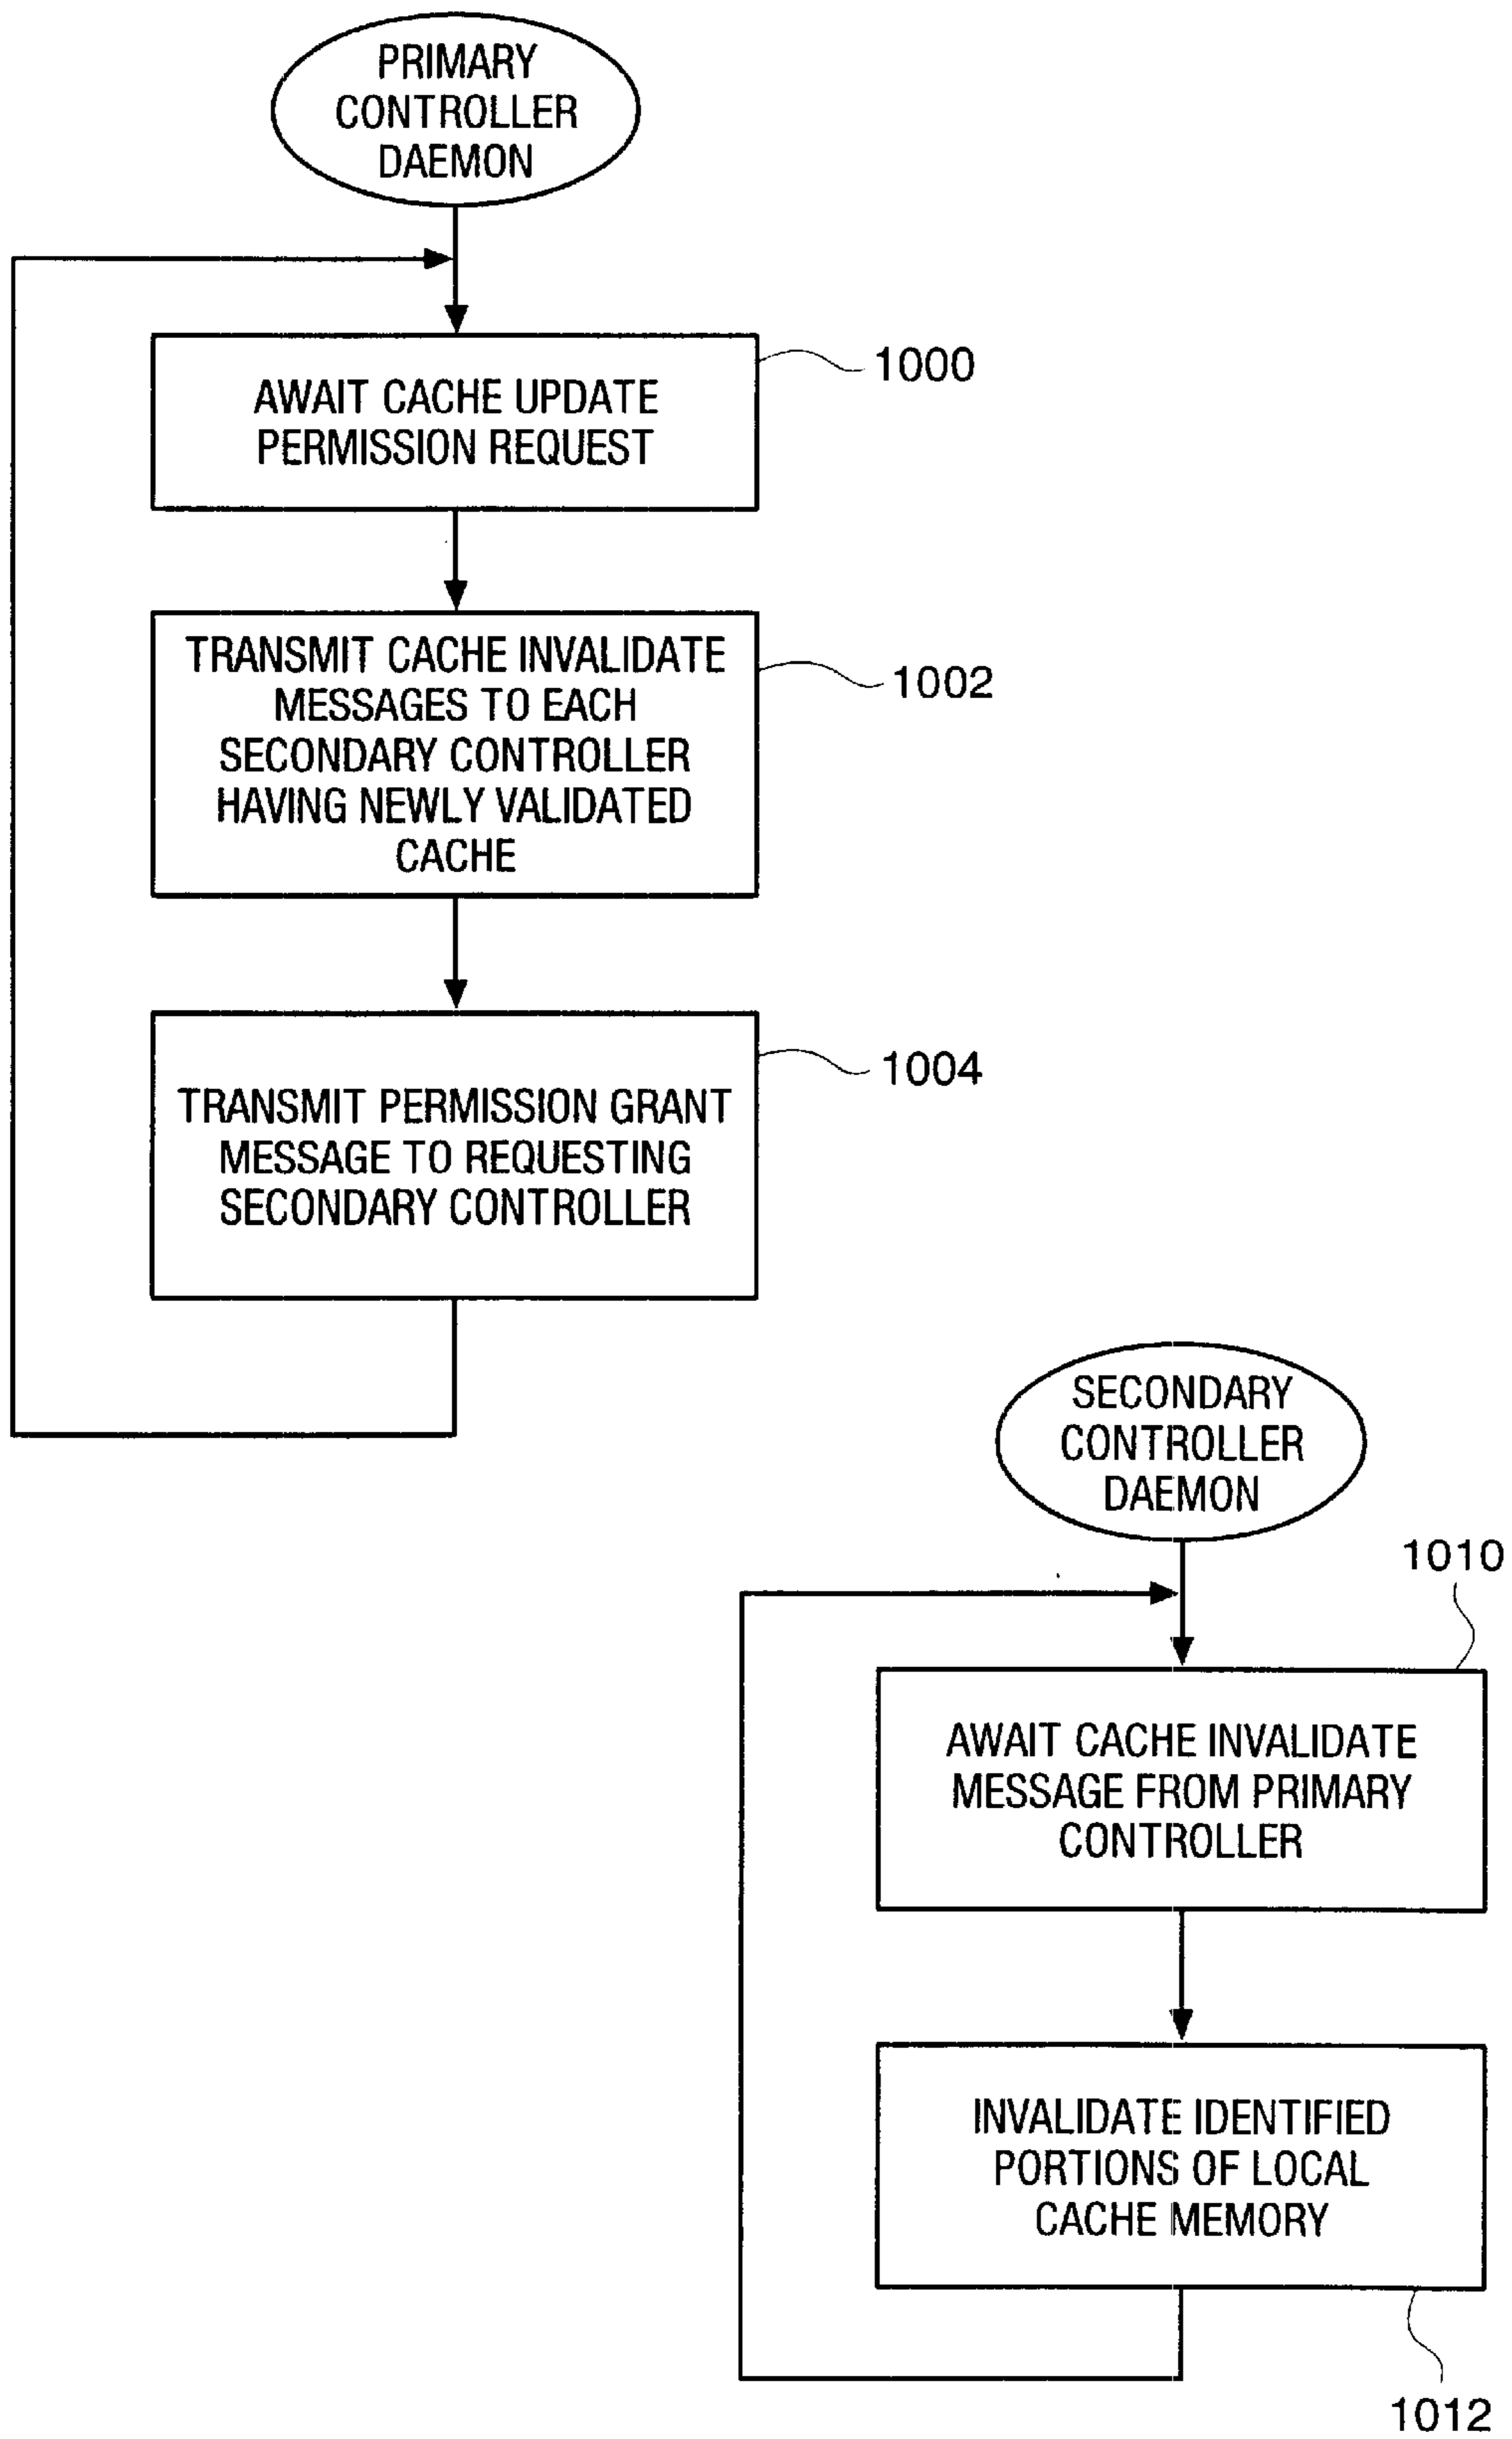 PRIMARY
CONTROLLER
DAEMON
AWAIT CACHE UPDATE
PERMISSION REQUEST
1000
TRANSMIT CACHE INVALIDATE
MESSAGES TO EACH
SECONDARY CONTROLLER
HAVING NEWLY VALIDATED
CACHE
1002
TRANSMIT PERMISSION GRANT
MESSAGE TO REQUESTING
SECONDARY CONTROLLER
1004
SECONDARY
CONTROLLER
DAEMON
1010
AWAIT CACHE INVALIDATE
MESSAGE FROM PRIMARY
CONTROLLER
INVALIDATE IDENTIFIED
PORTIONS OF LOCAL
CACHE MEMORY
1012